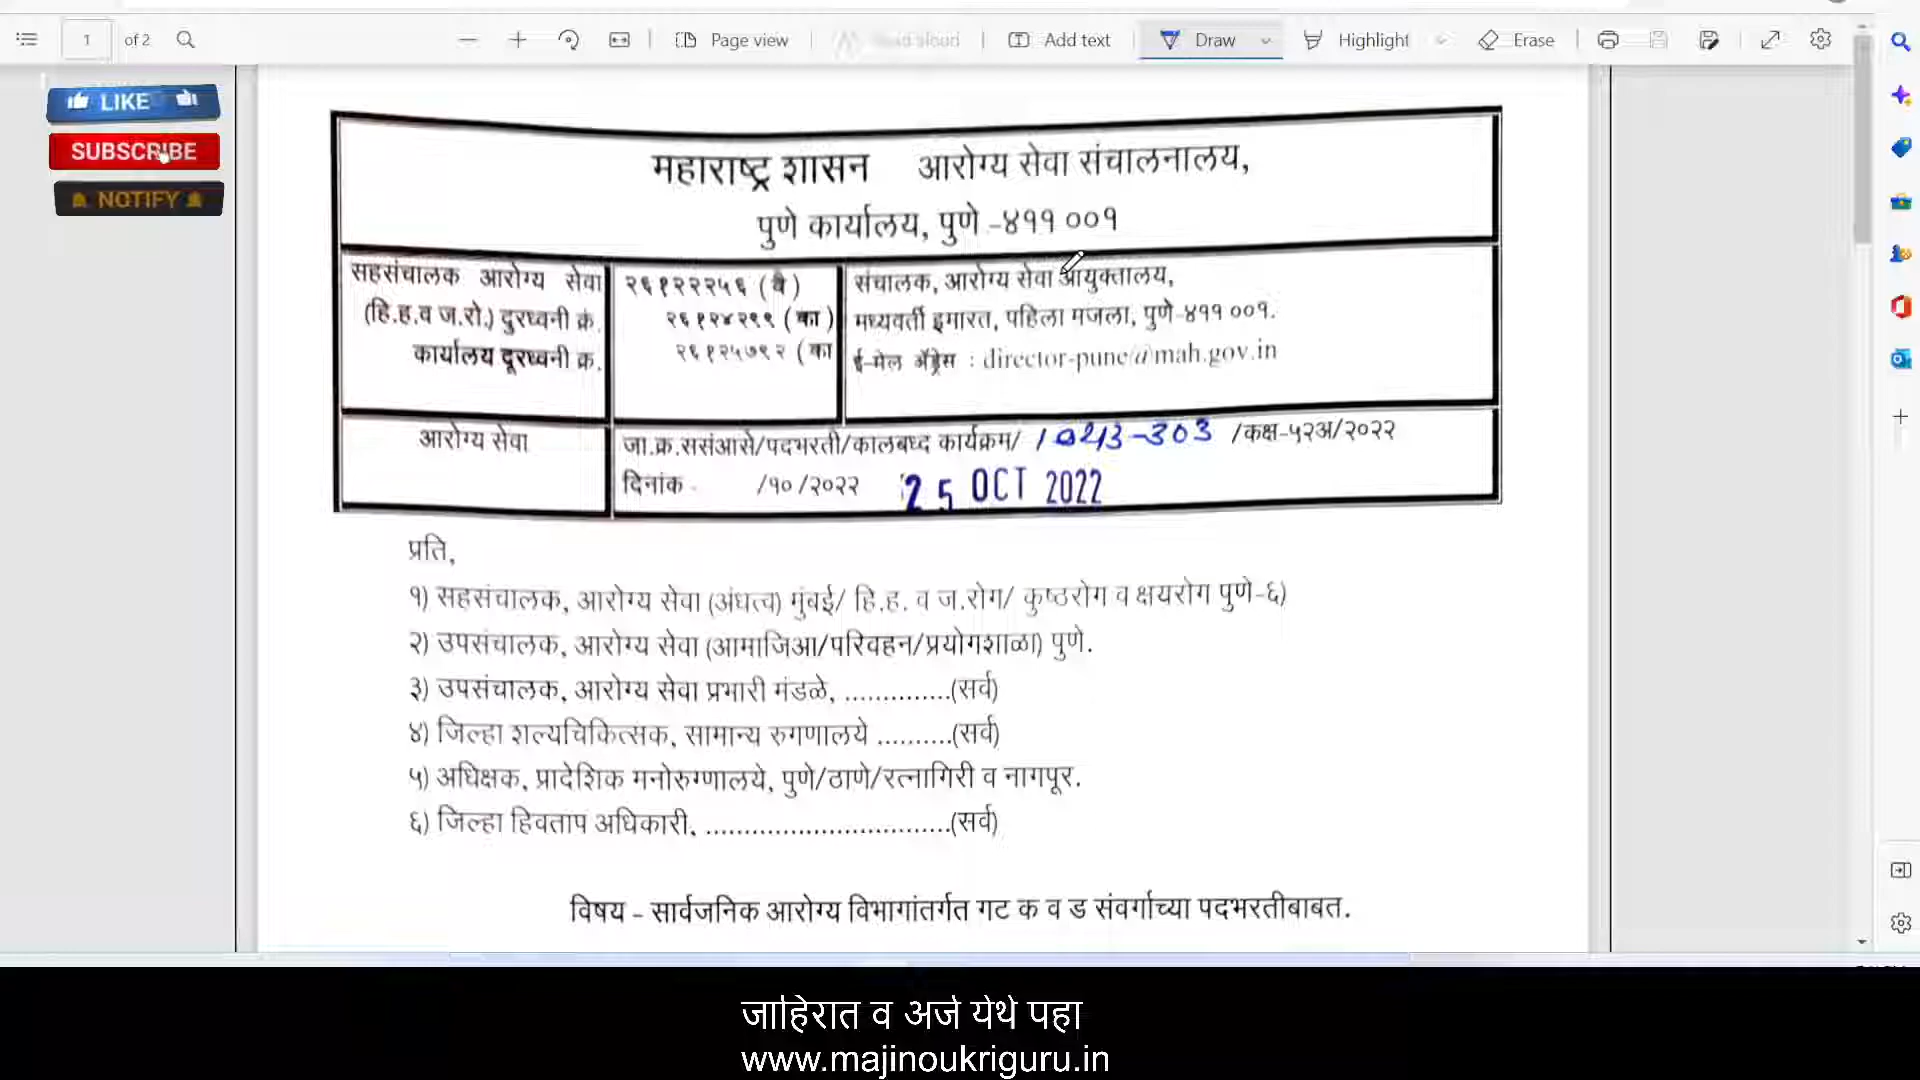 1 of 2 Page view Read aloud Add text Draw Highlight Erase
LIKE
SUBSCRIBE
NOTIFY
महाराष्ट्र शासन आरोग्य सेवा संचालनालय,
पुणे कार्यालय, पुणे -४११ ००१
सहसंचालक आरोग्य सेवा
(हि.ह.व ज.रो.) दुरध्वनी क्रं.
कार्यालय दूरध्वनी क्र.
२६१२२२५६ (वै)
२६१२४२९९ (का)
२६१२५७९२ (का
संचालक, आरोग्य सेवा आयुक्तालय,
मध्यवर्ती इमारत, पहिला मजला, पुणे-४११ ००१.
ई-मेल ॲड्रेस : director-pune@mah.gov.in
आरोग्य सेवा
जा.क्र.ससंआसे/पदभरती/कालबध्द कार्यक्रम/ /कक्ष-५२अ/२०२२
दिनांक - /१०/२०२२ 25 OCT 2022
प्रति,
१) सहसंचालक, आरोग्य सेवा (अंधत्व) मुंबई/ हि.ह. व ज.रोग/ कुष्ठरोग व क्षयरोग पुणे-६)
२) उपसंचालक, आरोग्य सेवा (आमाजिआ/परिवहन/प्रयोगशाळा) पुणे.
३) उपसंचालक, आरोग्य सेवा प्रभारी मंडळे, ..............(सर्व)
४) जिल्हा शल्यचिकित्सक, सामान्य रुगणालये ..........(सर्व)
५) अधिक्षक, प्रादेशिक मनोरुग्णालये, पुणे/ठाणे/रत्नागिरी व नागपूर.
६) जिल्हा हिवताप अधिकारी, ................................(सर्व)
विषय - सार्वजनिक आरोग्य विभागांतर्गत गट क व ड संवर्गाच्या पदभरतीबाबत.
जाहिरात व अर्ज येथे पहा
www.majinoukriguru.in